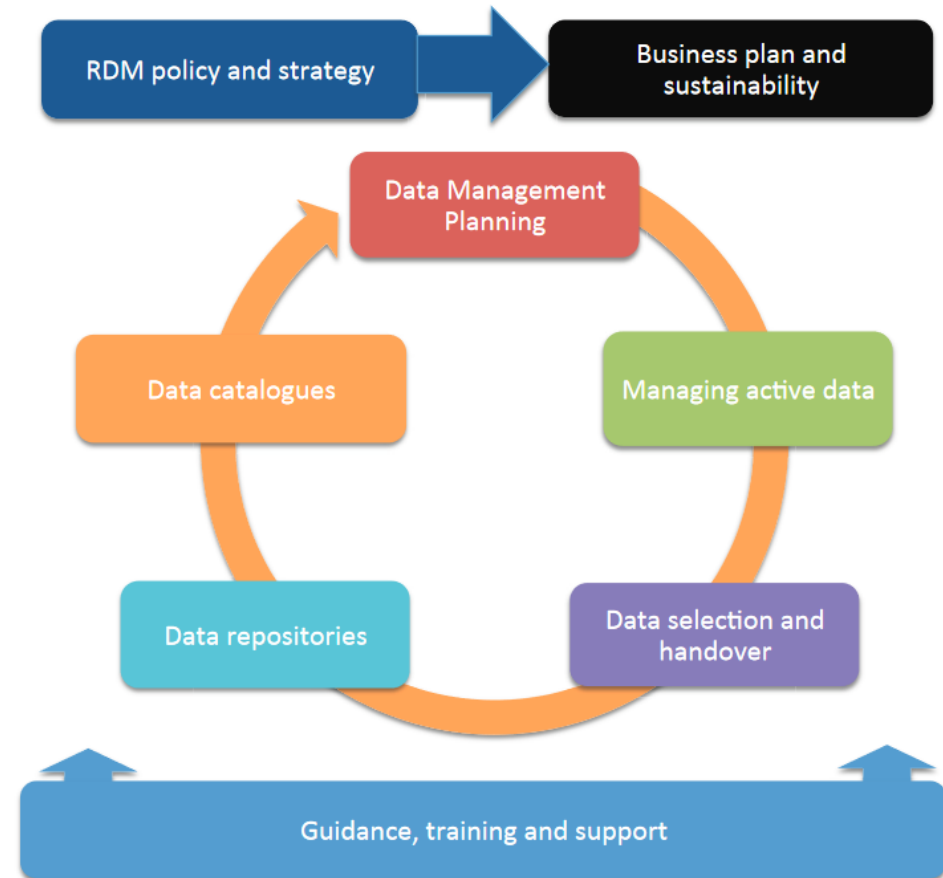 RDM policy and strategy
Business plan and
sustainability
Data Management
Planning
Data catalogues
Managing active data
Data repositories
Data selection and
handover
Guidance, training and support